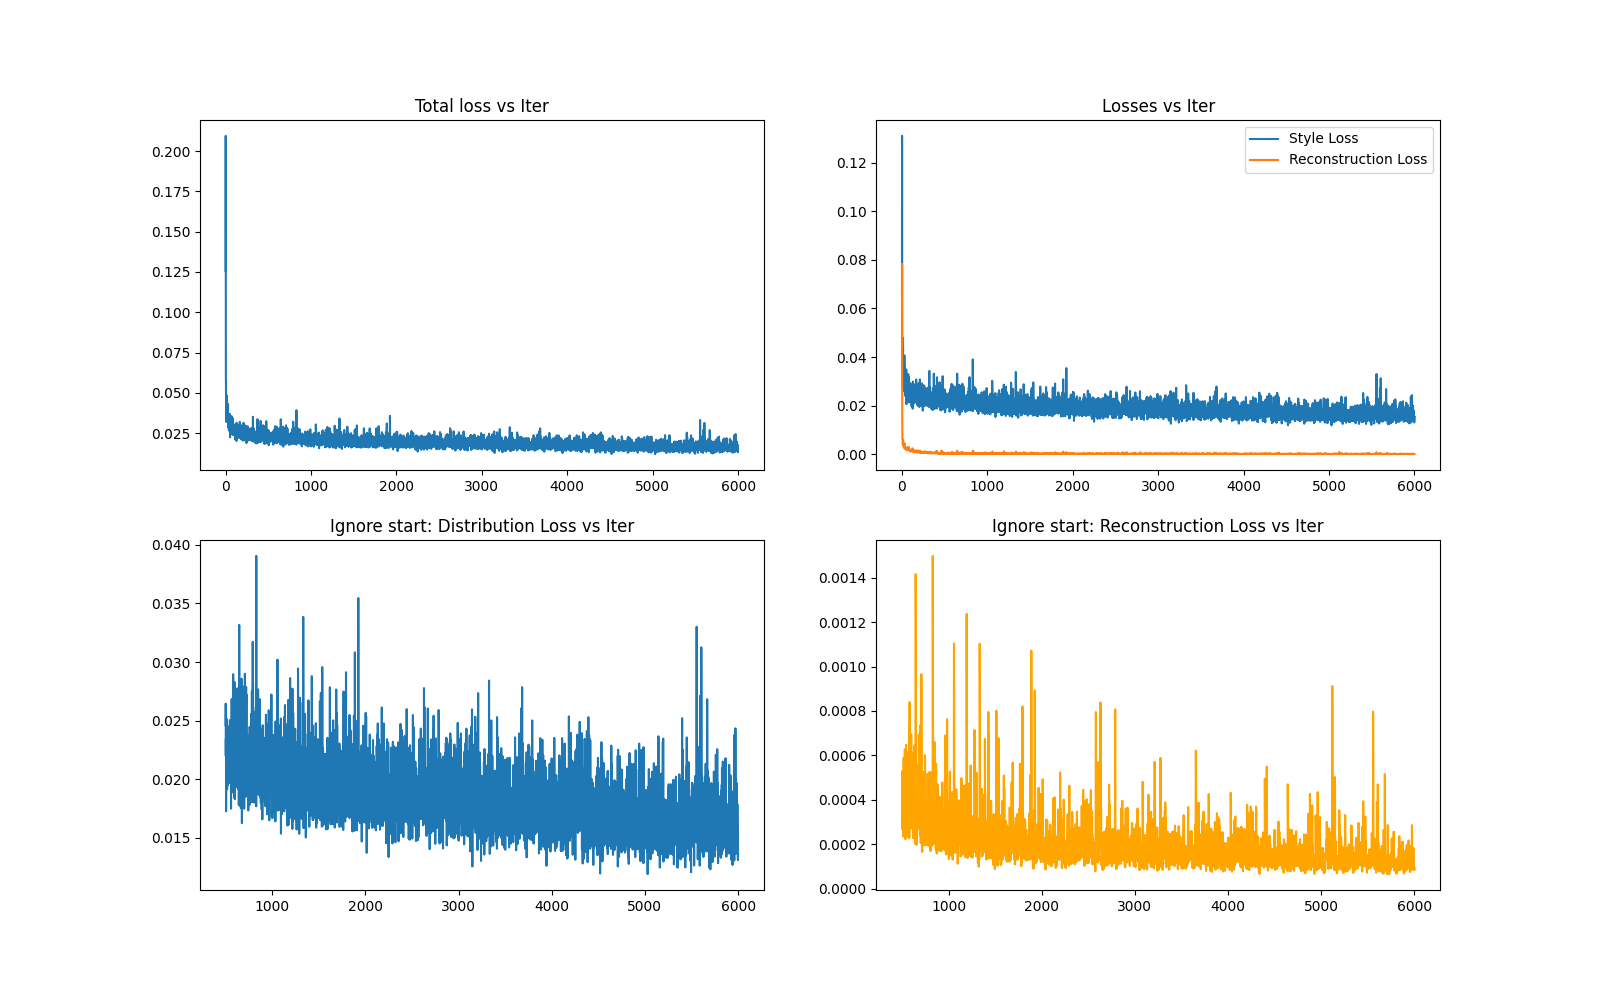 Total loss vs Iter
0.200
0.175
0.150
0.125
0.100
0.075
0.050
0.025
0 1000 2000 3000 4000 5000 6000
Losses vs Iter
Style Loss
Reconstruction Loss
0.12
0.10
0.08
0.06
0.04
0.02
0.00
0 1000 2000 3000 4000 5000 6000
Ignore start: Distribution Loss vs Iter
0.040
0.035
0.030
0.025
0.020
0.015
1000 2000 3000 4000 5000 6000
Ignore start: Reconstruction Loss vs Iter
0.0014
0.0012
0.0010
0.0008
0.0006
0.0004
0.0002
0.0000
1000 2000 3000 4000 5000 6000